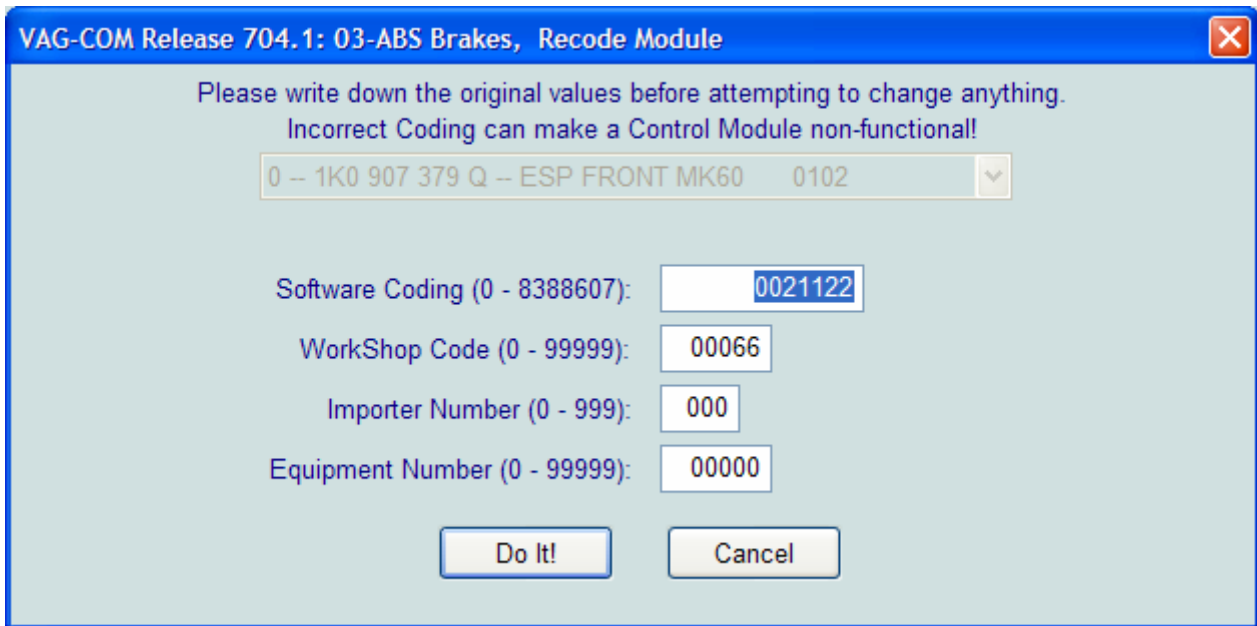 VAG-COM Release 704.1: 03-ABS Brakes, Recode Module
Please write down the original values before attempting to change anything.
Incorrect Coding can make a Control Module non-functional!
0 -- 1K0 907 379 Q -- ESP FRONT MK60 0102
Software Coding (0 - 8388607): 0021122
WorkShop Code (0 - 99999): 00066
Importer Number (0 - 999): 000
Equipment Number (0 - 99999): 00000
Do It! Cancel